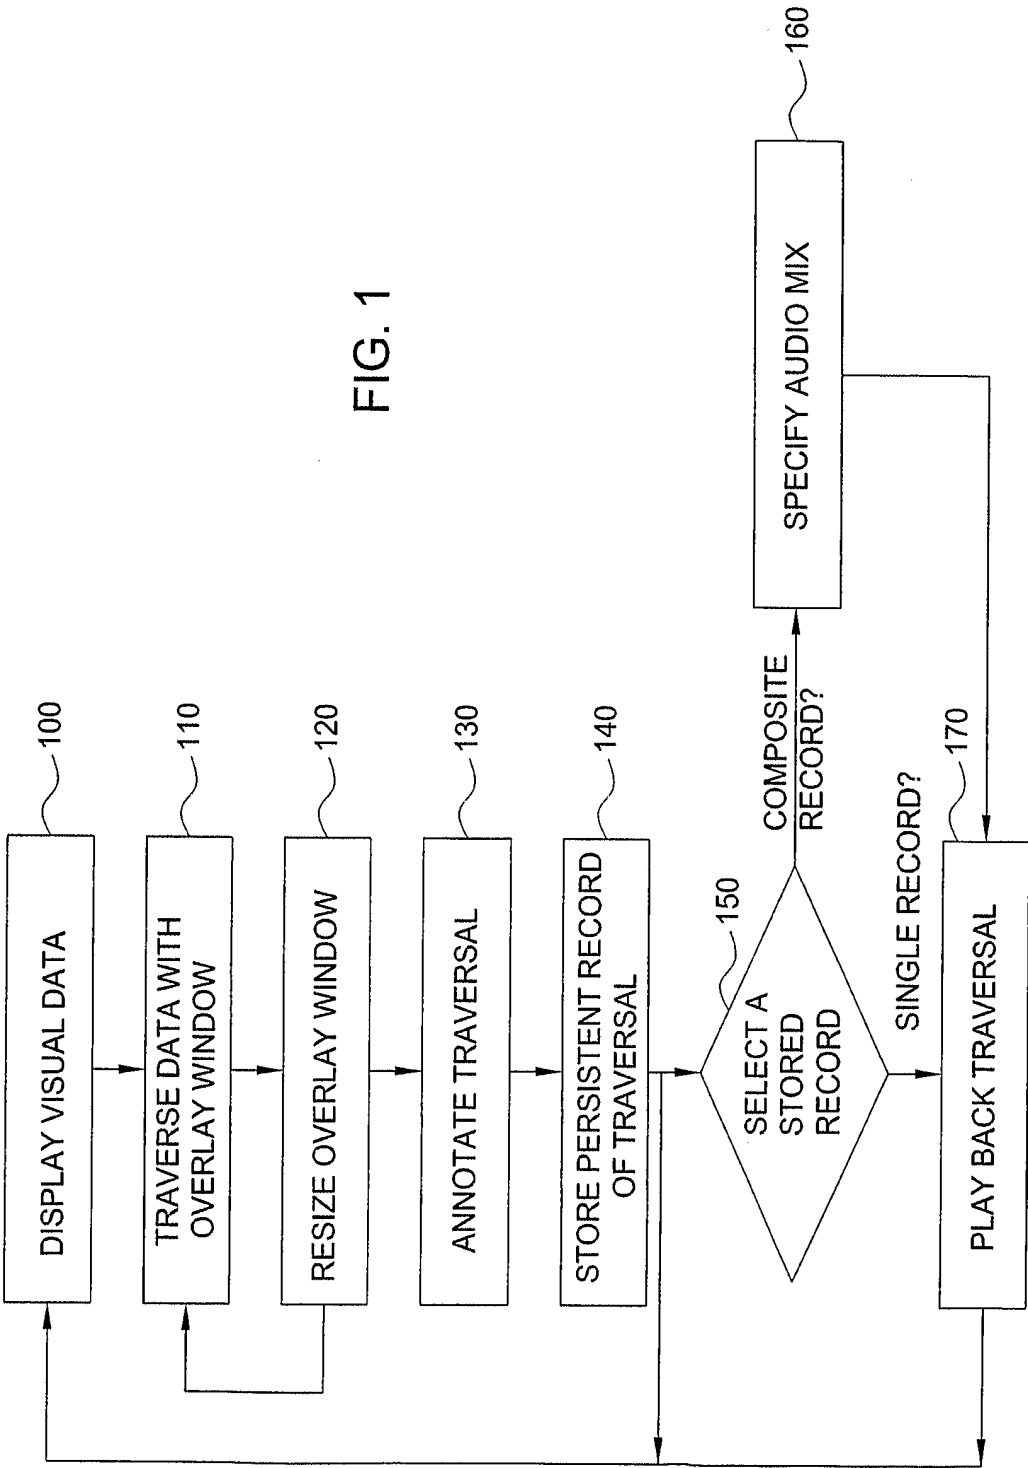 100
DISPLAY VISUAL DATA
110
TRAVERSE DATA WITH
OVERLAY WINDOW
120
RESIZE OVERLAY WINDOW
130
ANNOTATE TRAVERSAL
140
STORE PERSISTENT RECORD
OF TRAVERSAL
150
SELECT A
STORED
RECORD
COMPOSITE
RECORD?
160
SPECIFY AUDIO MIX
SINGLE RECORD?
170
PLAY BACK TRAVERSAL
FIG. 1